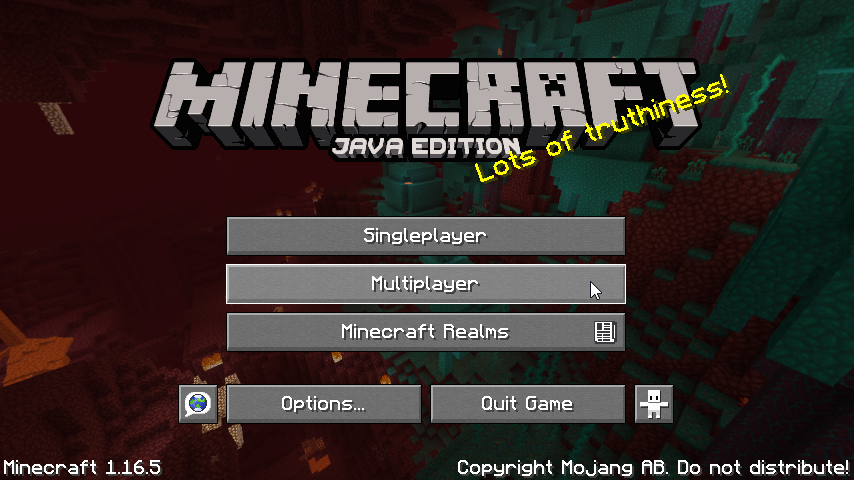 MINECRAFT
JAVA EDITION
Lots of truthiness!
Singleplayer
Multiplayer
Minecraft Realms
Options...
Quit Game
Minecraft 1.16.5
Copyright Mojang AB. Do not distribute!